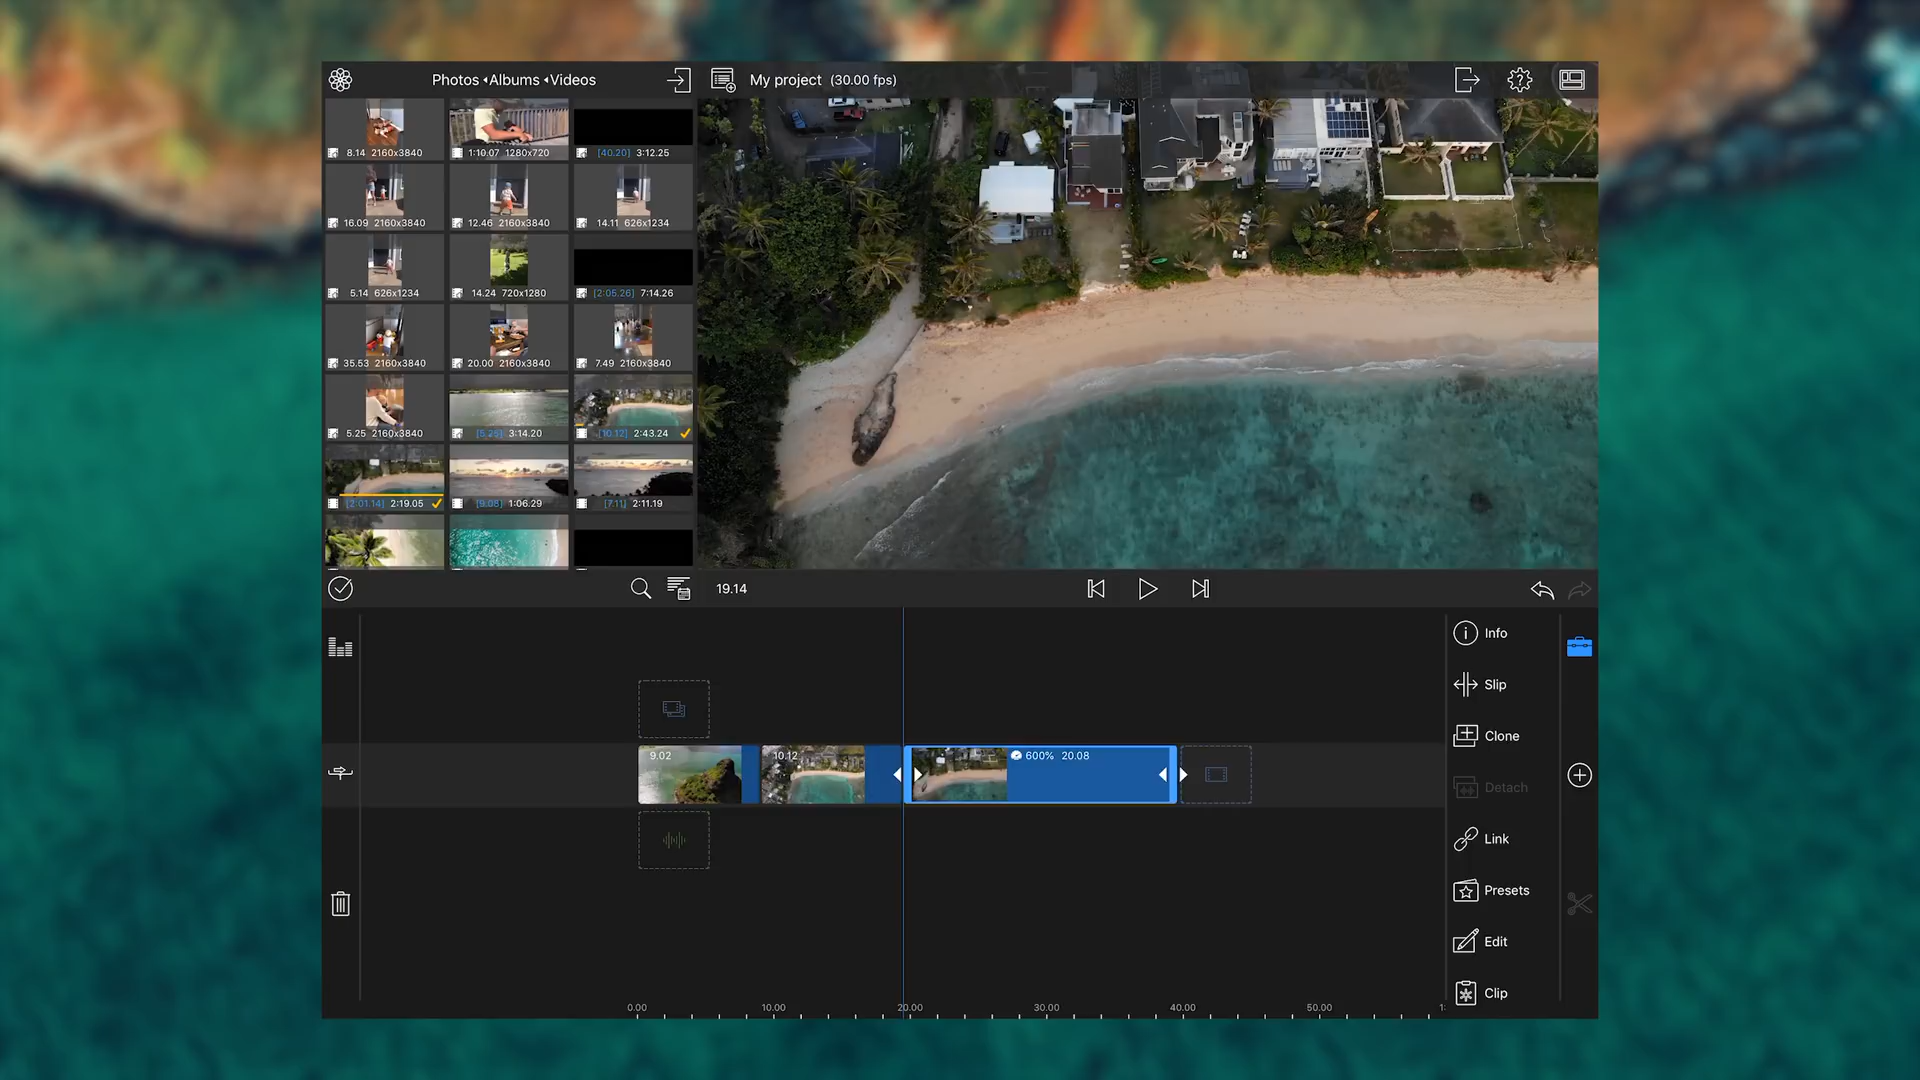 Photos Albums Videos
My project (30.00 fps)
8.14 2160x3840
1:10.07 1280x720
[40.20] 3:12.25
16.09 2160x3840
12.46 2160x3840
14.11 626x1234
5.14 626x1234
14.24 720x1280
[2:05.26] 7:14.26
35.53 2160x3840
20.00 2160x3840
7.49 2160x3840
5.25 2160x3840
[5.25] 3:14.20
[10.12] 2:43.24
[2:01.14] 2:19.05
[9.08] 1:06.29
[7.11] 2:11.19
19.14
Info
Slip
Clone
Detach
Link
Presets
Edit
Clip
9.02
10.12
600% 20.08
0.00
10.00
20.00
30.00
40.00
50.00